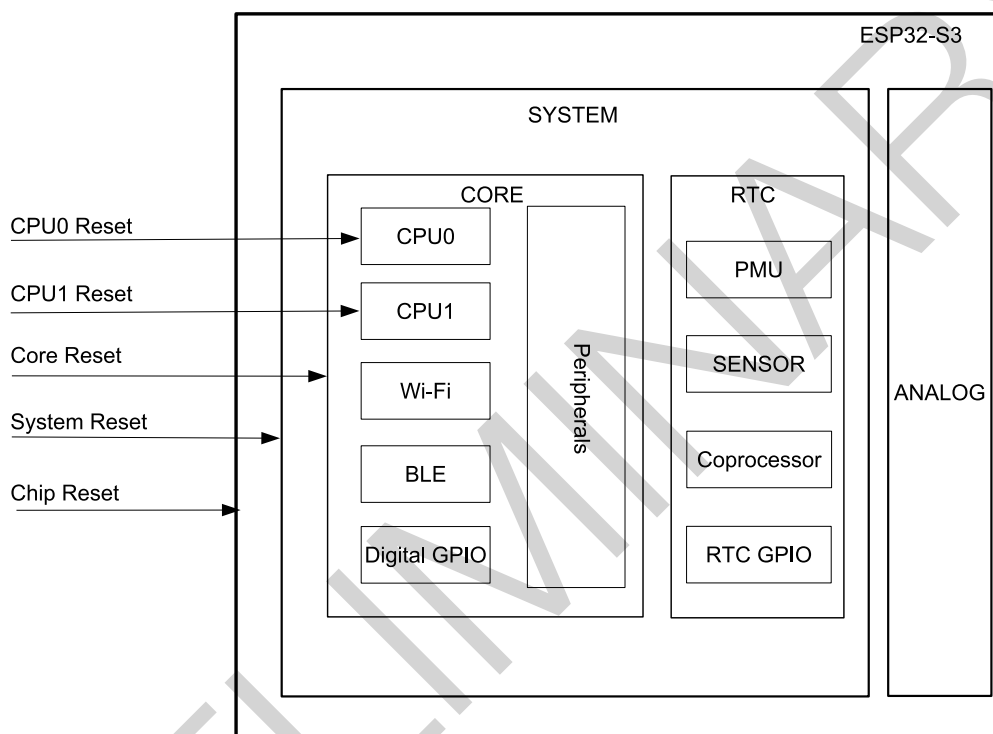 ESP32-S3
SYSTEM
CORE
RTC
ANALOG
CPU0 Reset
CPU1 Reset
Core Reset
System Reset
Chip Reset
CPU0
CPU1
Wi-Fi
BLE
Digital GPIO
Peripherals
PMU
SENSOR
Coprocessor
RTC GPIO
ELIMINAR